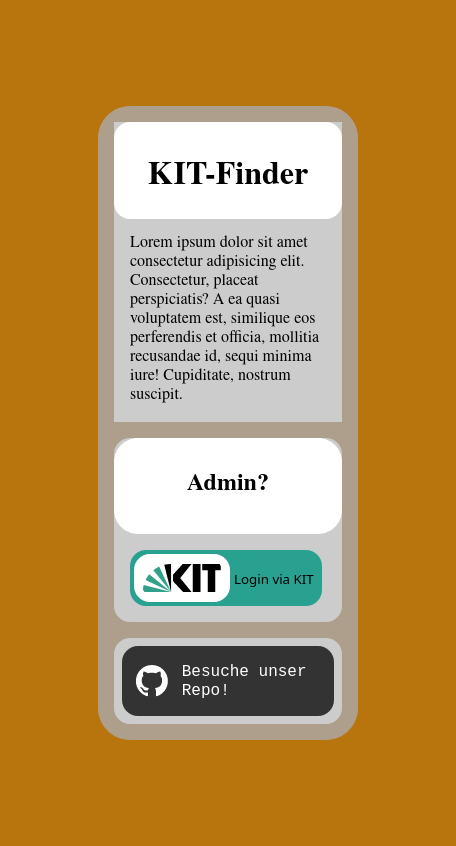 KIT-Finder
Lorem ipsum dolor sit amet
consectetur adipisicing elit.
Consectetur, placeat
perspiciatis? A ea quasi
voluptatem est, similique eos
perferendis et officia, mollitia
recusandae id, sequi minima
iure! Cupiditate, nostrum
suscipit.
Admin?
KIT Login via KIT
Besuche unser
Repo!